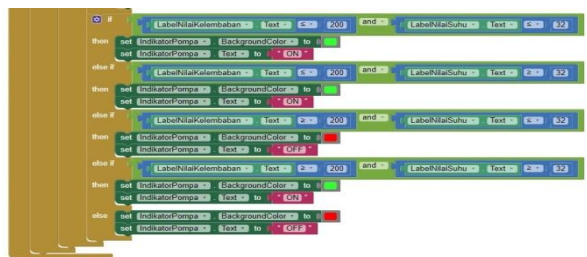 if LabelNilaiKelembaban . Text ≤ 200 and LabelNilaiSuhu . Text ≤ 32
then set IndikatorPompa . BackgroundColor to
set IndikatorPompa . Text to " ON "
else if LabelNilaiKelembaban . Text ≤ 200 and LabelNilaiSuhu . Text ≥ 32
then set IndikatorPompa . BackgroundColor to
set IndikatorPompa . Text to " ON "
else if LabelNilaiKelembaban . Text ≥ 200 and LabelNilaiSuhu . Text ≤ 32
then set IndikatorPompa . BackgroundColor to
set IndikatorPompa . Text to " OFF "
else if LabelNilaiKelembaban . Text ≥ 200 and LabelNilaiSuhu . Text ≥ 32
then set IndikatorPompa . BackgroundColor to
set IndikatorPompa . Text to " ON "
else set IndikatorPompa . BackgroundColor to
set IndikatorPompa . Text to " OFF "